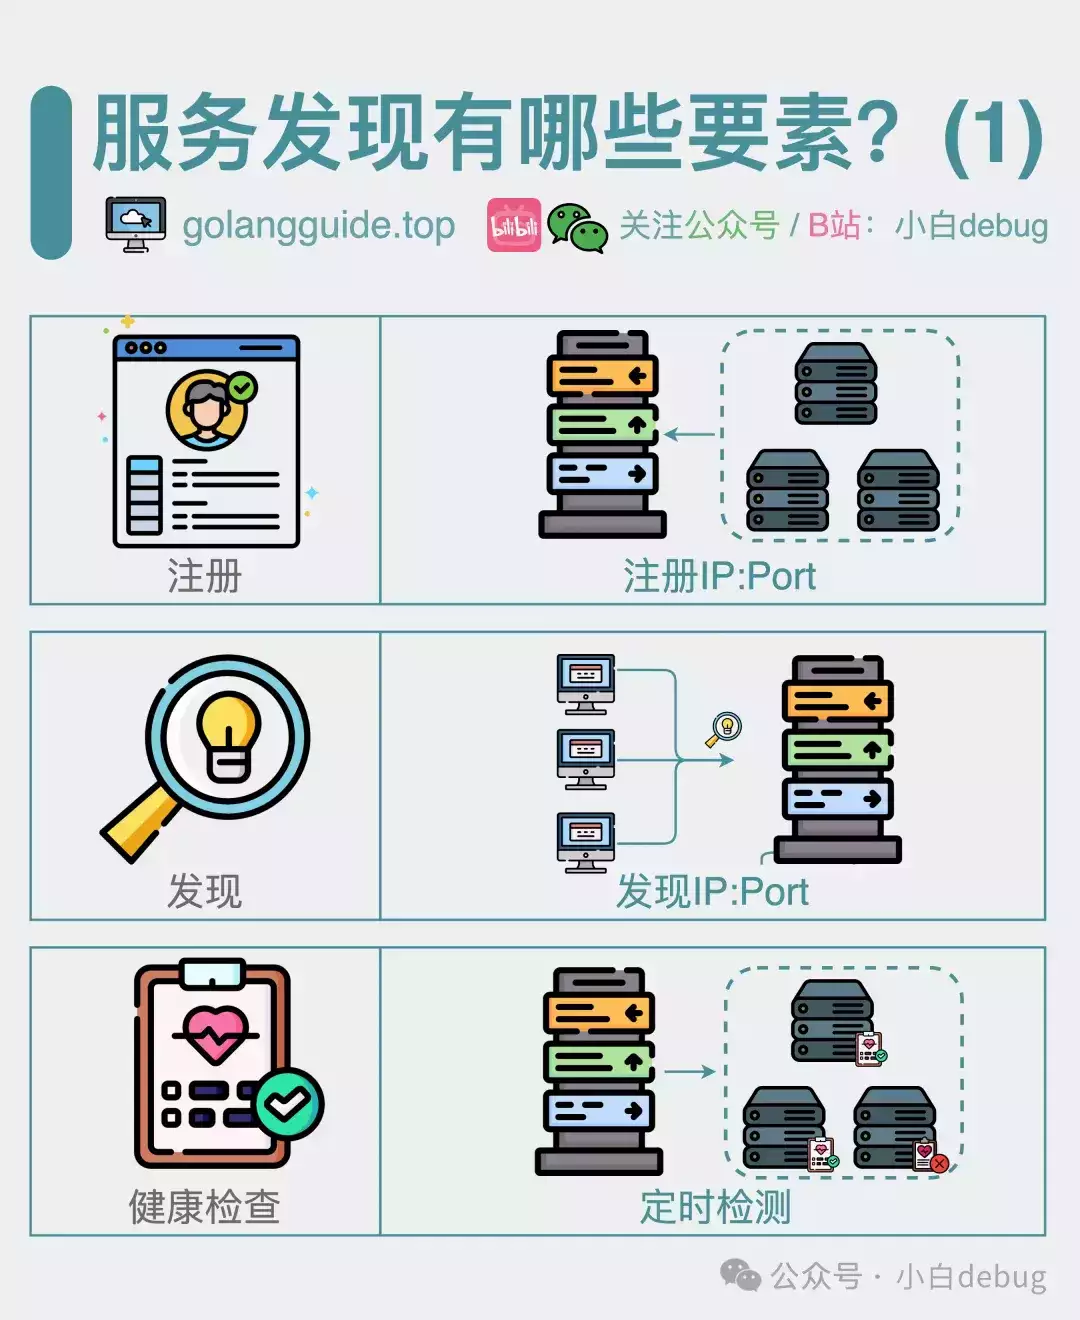 服务发现有哪些要素？(1)
golangguide.top bilibili 关注公众号 / B站：小白debug
注册
注册IP:Port
发现
发现IP:Port
健康检查
定时检测
公众号 · 小白debug